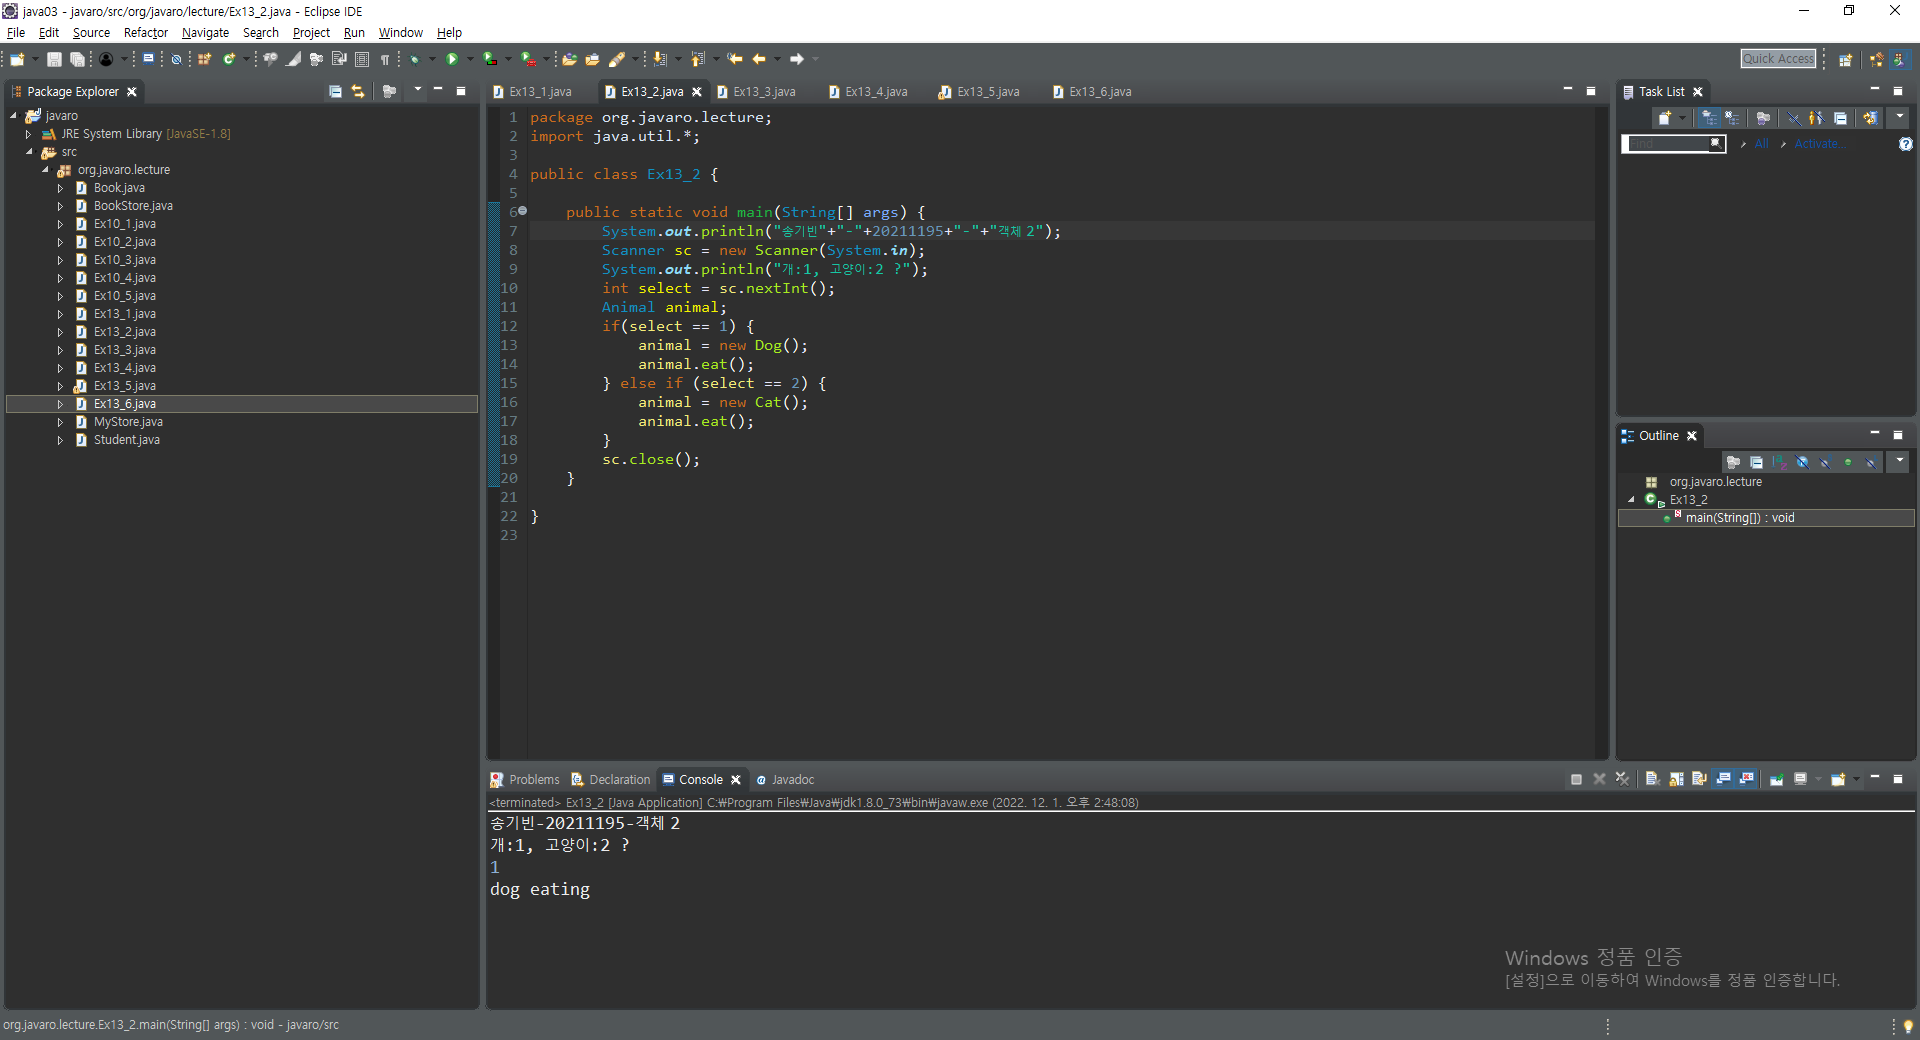 java03 - javaro/src/org/javaro/lecture/Ex13_2.java - Eclipse IDE
File Edit Source Refactor Navigate Search Project Run Window Help
Quick Access
Package Explorer
javaro
JRE System Library [JavaSE-1.8]
src
org.javaro.lecture
Book.java
BookStore.java
Ex10_1.java
Ex10_2.java
Ex10_3.java
Ex10_4.java
Ex10_5.java
Ex13_1.java
Ex13_2.java
Ex13_3.java
Ex13_4.java
Ex13_5.java
Ex13_6.java
MyStore.java
Student.java
Ex13_1.java Ex13_2.java Ex13_3.java Ex13_4.java Ex13_5.java Ex13_6.java
1 package org.javaro.lecture;
2 import java.util.*;
3
4 public class Ex13_2 {
5
6 public static void main(String[] args) {
7 System.out.println("송기빈"+"-"+20211195+"-"+"객체 2");
8 Scanner sc = new Scanner(System.in);
9 System.out.println("개:1, 고양이:2 ?");
10 int select = sc.nextInt();
11 Animal animal;
12 if(select == 1) {
13 animal = new Dog();
14 animal.eat();
15 } else if (select == 2) {
16 animal = new Cat();
17 animal.eat();
18 }
19 sc.close();
20 }
21
22 }
23
Task List
Find All Activate...
Outline
org.javaro.lecture
Ex13_2
main(String[]) : void
Problems Declaration Console Javadoc
<terminated> Ex13_2 [Java Application] C:₩Program Files₩Java₩jdk1.8.0_73₩bin₩javaw.exe (2022. 12. 1. 오후 2:48:08)
송기빈-20211195-객체 2
개:1, 고양이:2 ?
1
dog eating
Windows 정품 인증
[설정]으로 이동하여 Windows를 정품 인증합니다.
org.javaro.lecture.Ex13_2.main(String[] args) : void - javaro/src